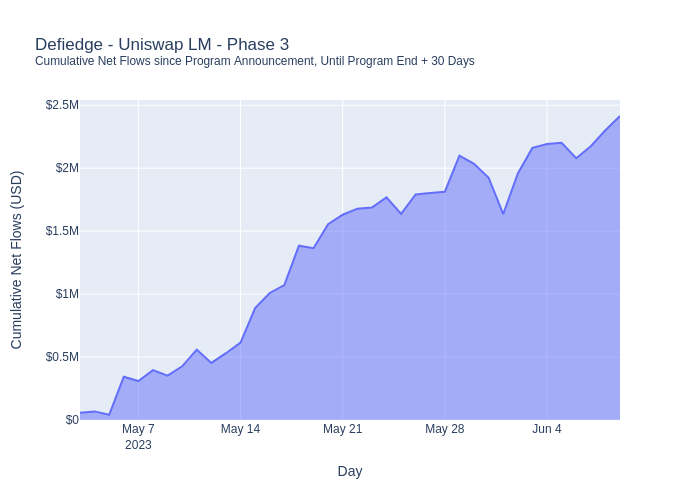 Defiedge - Uniswap LM - Phase 3
Cumulative Net Flows since Program Announcement, Until Program End + 30 Days
Cumulative Net Flows (USD)
$2.5M
$2M
$1.5M
$1M
$0.5M
$0
May 7
2023
May 14
May 21
May 28
Jun 4
Day